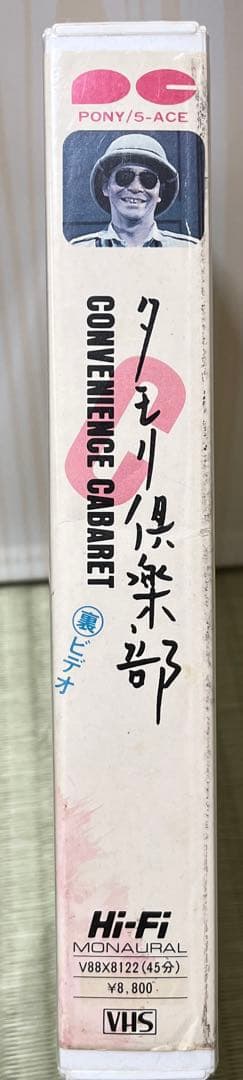 PC
PONY/5-ACE
タモリ倶楽部
CONVENIENCE CABARET
裏ビデオ
Hi-Fi
MONAURAL
V88X8122(45分)
¥8,800
VHS